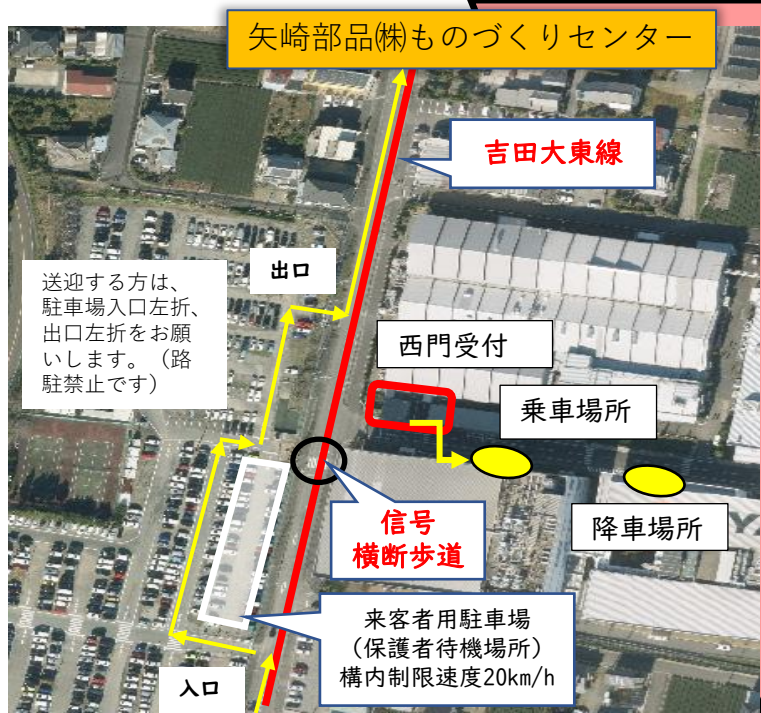 矢崎部品㈱ものづくりセンター
吉田大東線
出口
送迎する方は、
駐車場入口左折、
出口左折をお願
いします。（路
駐禁止です）
西門受付
乗車場所
信号
横断歩道
降車場所
来客者用駐車場
（保護者待機場所）
構内制限速度20km/h
入口